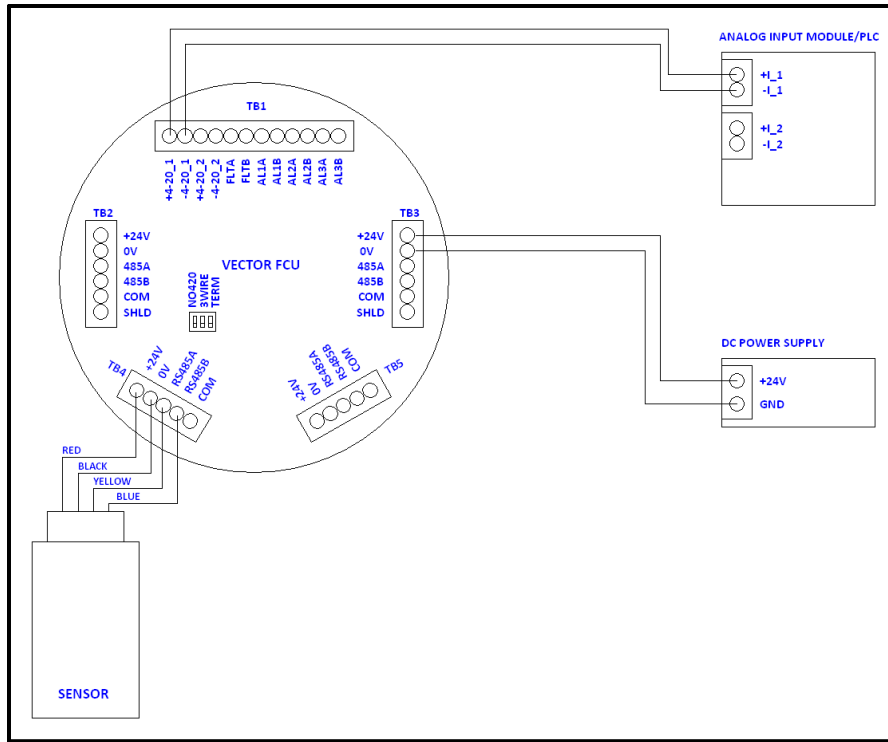 ANALOG INPUT MODULE/PLC
+I_1
-I_1
+I_2
-I_2
TB1
+4-20_1
-4-20_1
+4-20_2
-4-20_2
FLTA
FLTB
AL1A
AL1B
AL2A
AL2B
AL3A
AL3B
TB2
+24V
0V
485A
485B
COM
SHLD
VECTOR FCU
NO420
3WIRE
TERM
TB3
+24V
0V
485A
485B
COM
SHLD
TB4
+24V
0V
RS485A
RS485B
COM
TB5
+24V
0V
RS485A
RS485B
COM
DC POWER SUPPLY
+24V
GND
RED
BLACK
YELLOW
BLUE
SENSOR